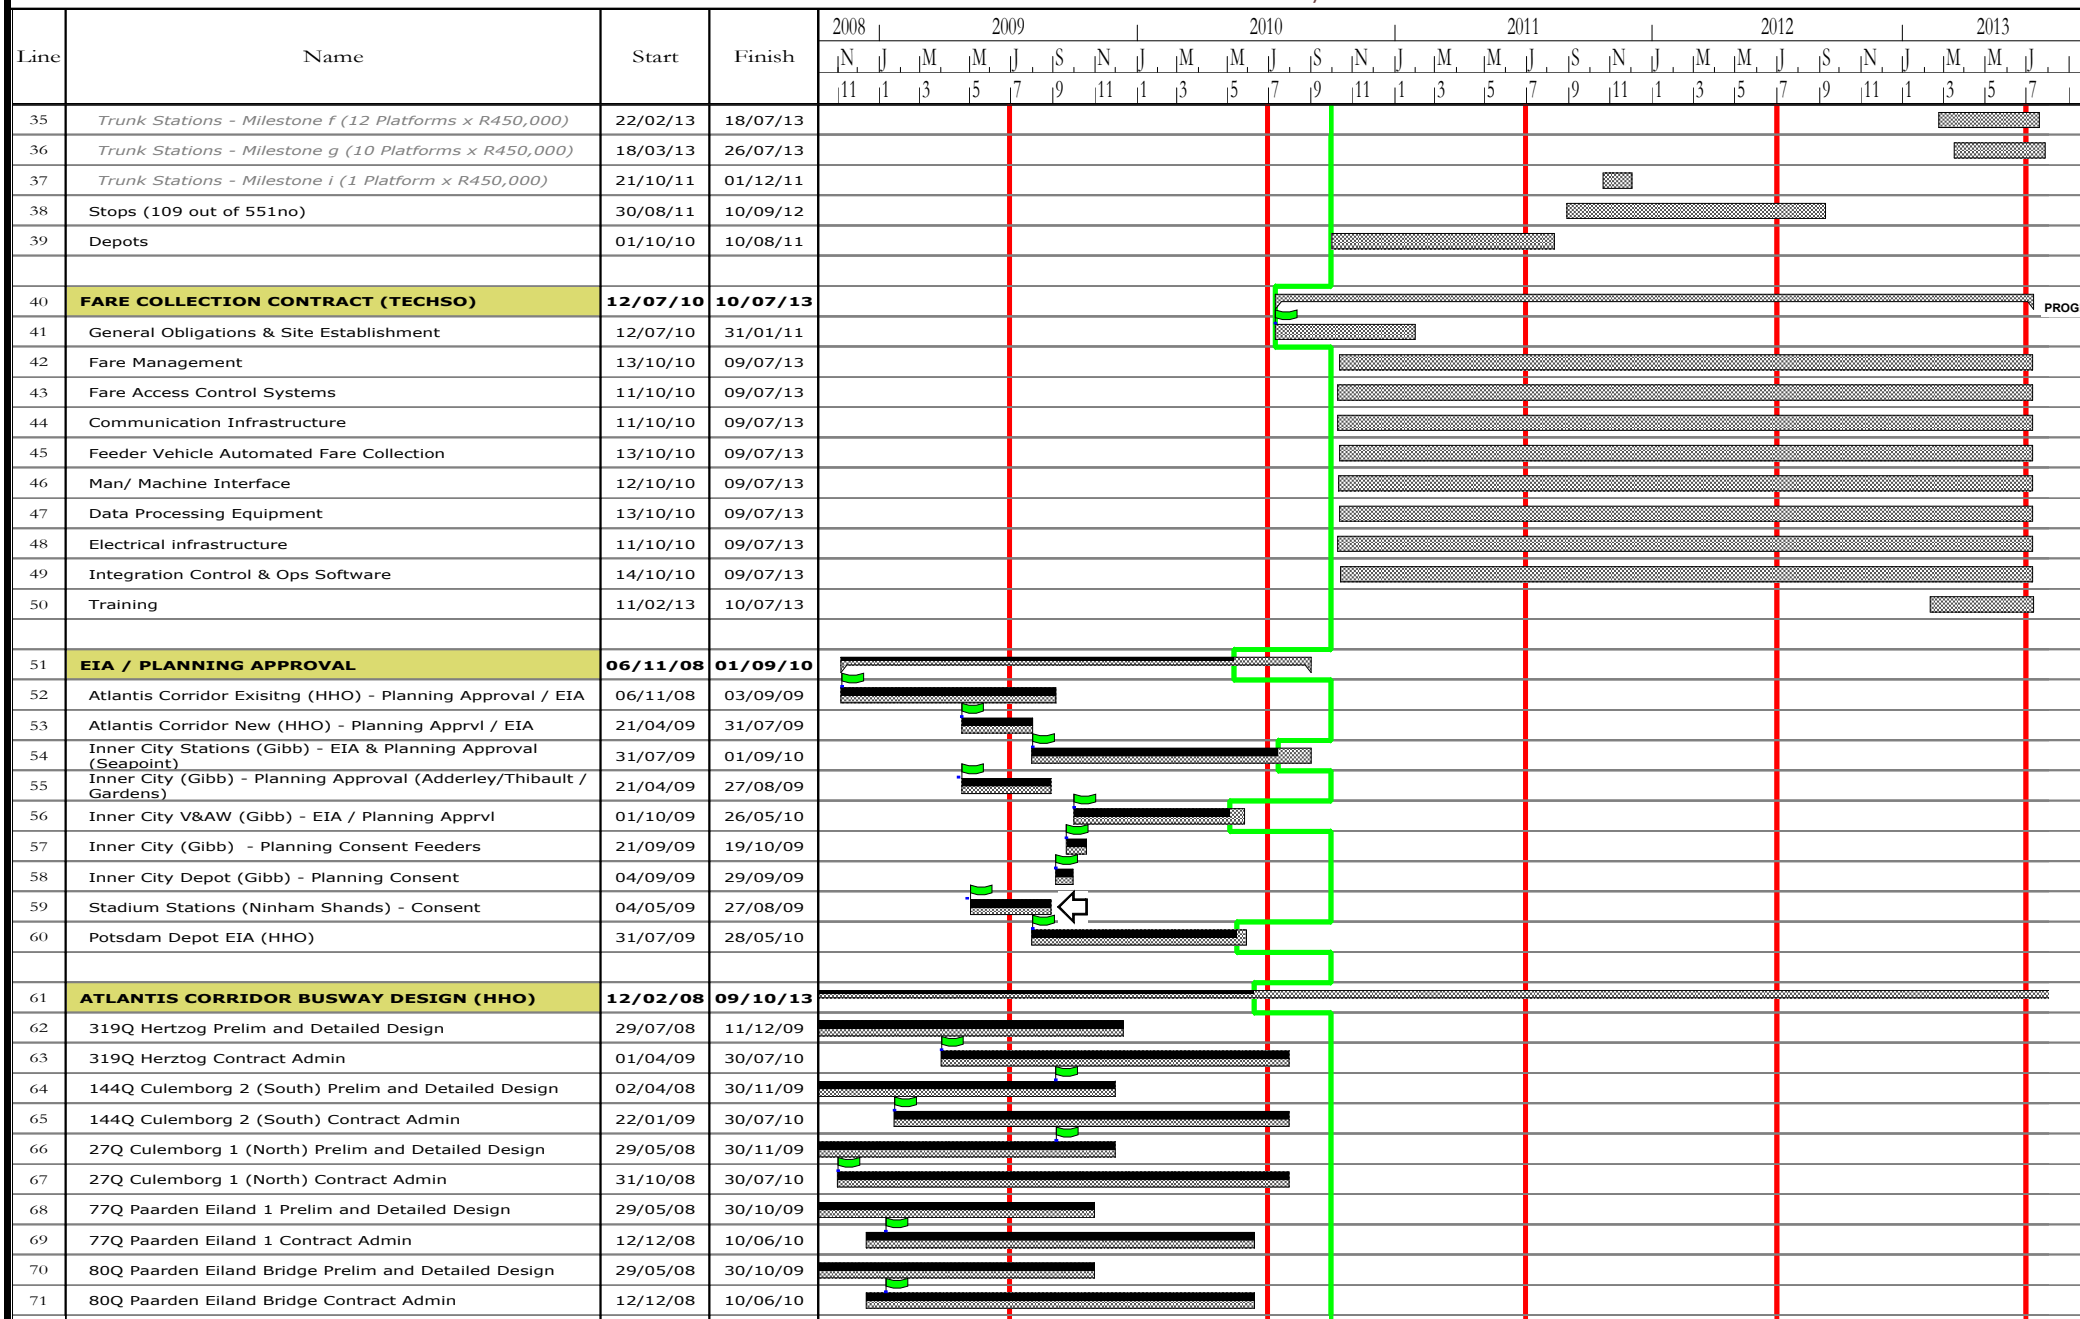 2008 2009 2010 2011 2012 2013
Line Name Start Finish
N J M M J S N J M M J S N J M M J S N J M M J S N J M M J
11 1 3 5 7 9 11 1 3 5 7 9 11 1 3 5 7 9 11 1 3 5 7 9 11 1 3 5 7
35 Trunk Stations - Milestone f (12 Platforms x R450,000) 22/02/13 18/07/13
36 Trunk Stations - Milestone g (10 Platforms x R450,000) 18/03/13 26/07/13
37 Trunk Stations - Milestone i (1 Platform x R450,000) 21/10/11 01/12/11
38 Stops (109 out of 551no) 30/08/11 10/09/12
39 Depots 01/10/10 10/08/11
40 FARE COLLECTION CONTRACT (TECHSO) 12/07/10 10/07/13
PROG
41 General Obligations & Site Establishment 12/07/10 31/01/11
42 Fare Management 13/10/10 09/07/13
43 Fare Access Control Systems 11/10/10 09/07/13
44 Communication Infrastructure 11/10/10 09/07/13
45 Feeder Vehicle Automated Fare Collection 13/10/10 09/07/13
46 Man/ Machine Interface 12/10/10 09/07/13
47 Data Processing Equipment 13/10/10 09/07/13
48 Electrical infrastructure 11/10/10 09/07/13
49 Integration Control & Ops Software 14/10/10 09/07/13
50 Training 11/02/13 10/07/13
51 EIA / PLANNING APPROVAL 06/11/08 01/09/10
52 Atlantis Corridor Exisitng (HHO) - Planning Approval / EIA 06/11/08 03/09/09
53 Atlantis Corridor New (HHO) - Planning Apprvl / EIA 21/04/09 31/07/09
54 Inner City Stations (Gibb) - EIA & Planning Approval
(Seapoint) 31/07/09 01/09/10
55 Inner City (Gibb) - Planning Approval (Adderley/Thibault /
Gardens) 21/04/09 27/08/09
56 Inner City V&AW (Gibb) - EIA / Planning Apprvl 01/10/09 26/05/10
57 Inner City (Gibb) - Planning Consent Feeders 21/09/09 19/10/09
58 Inner City Depot (Gibb) - Planning Consent 04/09/09 29/09/09
59 Stadium Stations (Ninham Shands) - Consent 04/05/09 27/08/09
60 Potsdam Depot EIA (HHO) 31/07/09 28/05/10
61 ATLANTIS CORRIDOR BUSWAY DESIGN (HHO) 12/02/08 09/10/13
62 319Q Hertzog Prelim and Detailed Design 29/07/08 11/12/09
63 319Q Herztog Contract Admin 01/04/09 30/07/10
64 144Q Culemborg 2 (South) Prelim and Detailed Design 02/04/08 30/11/09
65 144Q Culemborg 2 (South) Contract Admin 22/01/09 30/07/10
66 27Q Culemborg 1 (North) Prelim and Detailed Design 29/05/08 30/11/09
67 27Q Culemborg 1 (North) Contract Admin 31/10/08 30/07/10
68 77Q Paarden Eiland 1 Prelim and Detailed Design 29/05/08 30/10/09
69 77Q Paarden Eiland 1 Contract Admin 12/12/08 10/06/10
70 80Q Paarden Eiland Bridge Prelim and Detailed Design 29/05/08 30/10/09
71 80Q Paarden Eiland Bridge Contract Admin 12/12/08 10/06/10